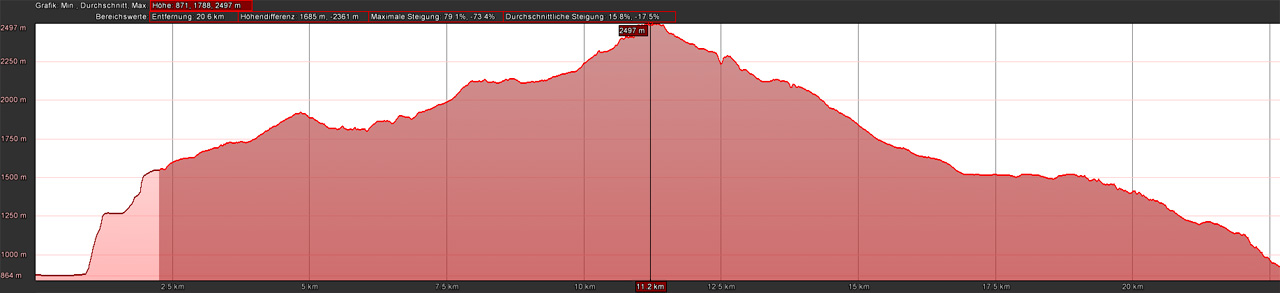 Grafik: Min., Durchschnitt, Max. Höhe: 871, 1788, 2497 m
Bereichswerte: Entfernung: 20.6 km Höhendifferenz: 1685 m, -2361 m Maximale Steigung: 79.1%, -73.4% Durchschnittliche Steigung: 15.8%, -17.5%
2497 m
2497 m
2250 m
2000 m
1750 m
1500 m
1250 m
1000 m
864 m
2.5 km 5 km 7.5 km 10 km 11.2 km 12.5 km 15 km 17.5 km 20 km